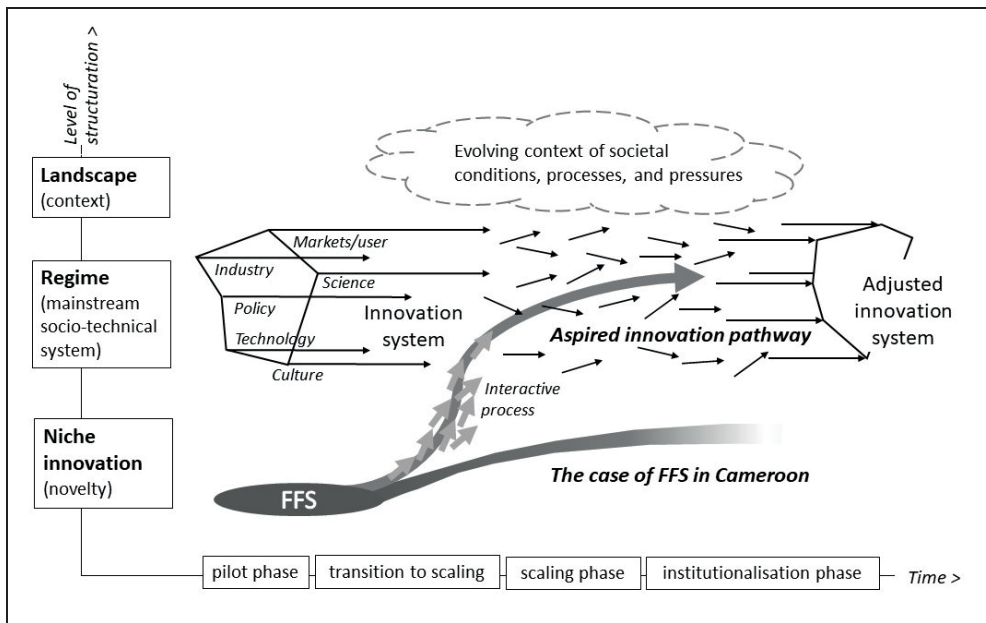 Level of
structuration >
Landscape
(context)
Regime
(mainstream
socio-technical
system)
Niche
innovation
(novelty)
Evolving context of societal
conditions, processes, and pressures
Markets/user
Industry
Science
Policy
Technology
Culture
Innovation
system
Aspired innovation pathway
Adjusted
innovation
system
Interactive
process
FFS
The case of FFS in Cameroon
pilot phase
transition to scaling
scaling phase
institutionalisation phase
Time >